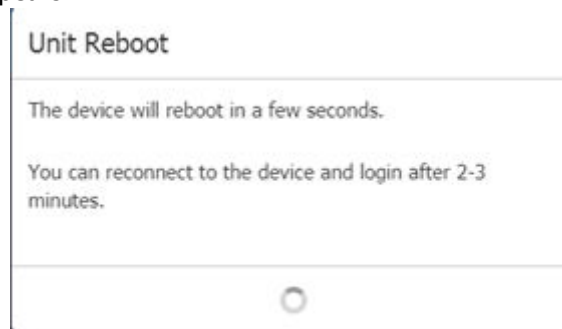 Unit Reboot
The device will reboot in a few seconds.
You can reconnect to the device and login after 2-3
minutes.